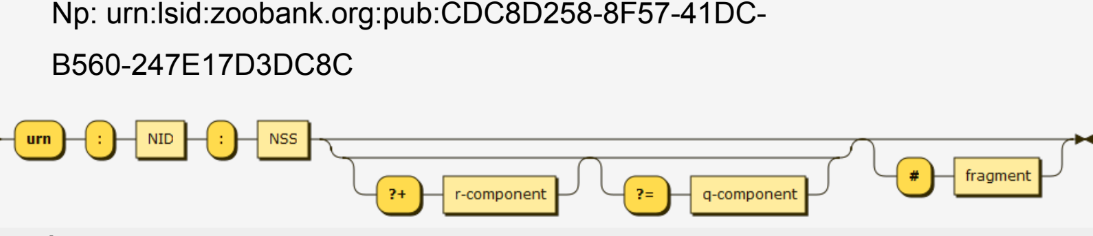 Np: urn:lsid:zoobank.org:pub:CDC8D258-8F57-41DC-
B560-247E17D3DC8C
urn : NID : NSS # fragment
?+ r-component ?= q-component